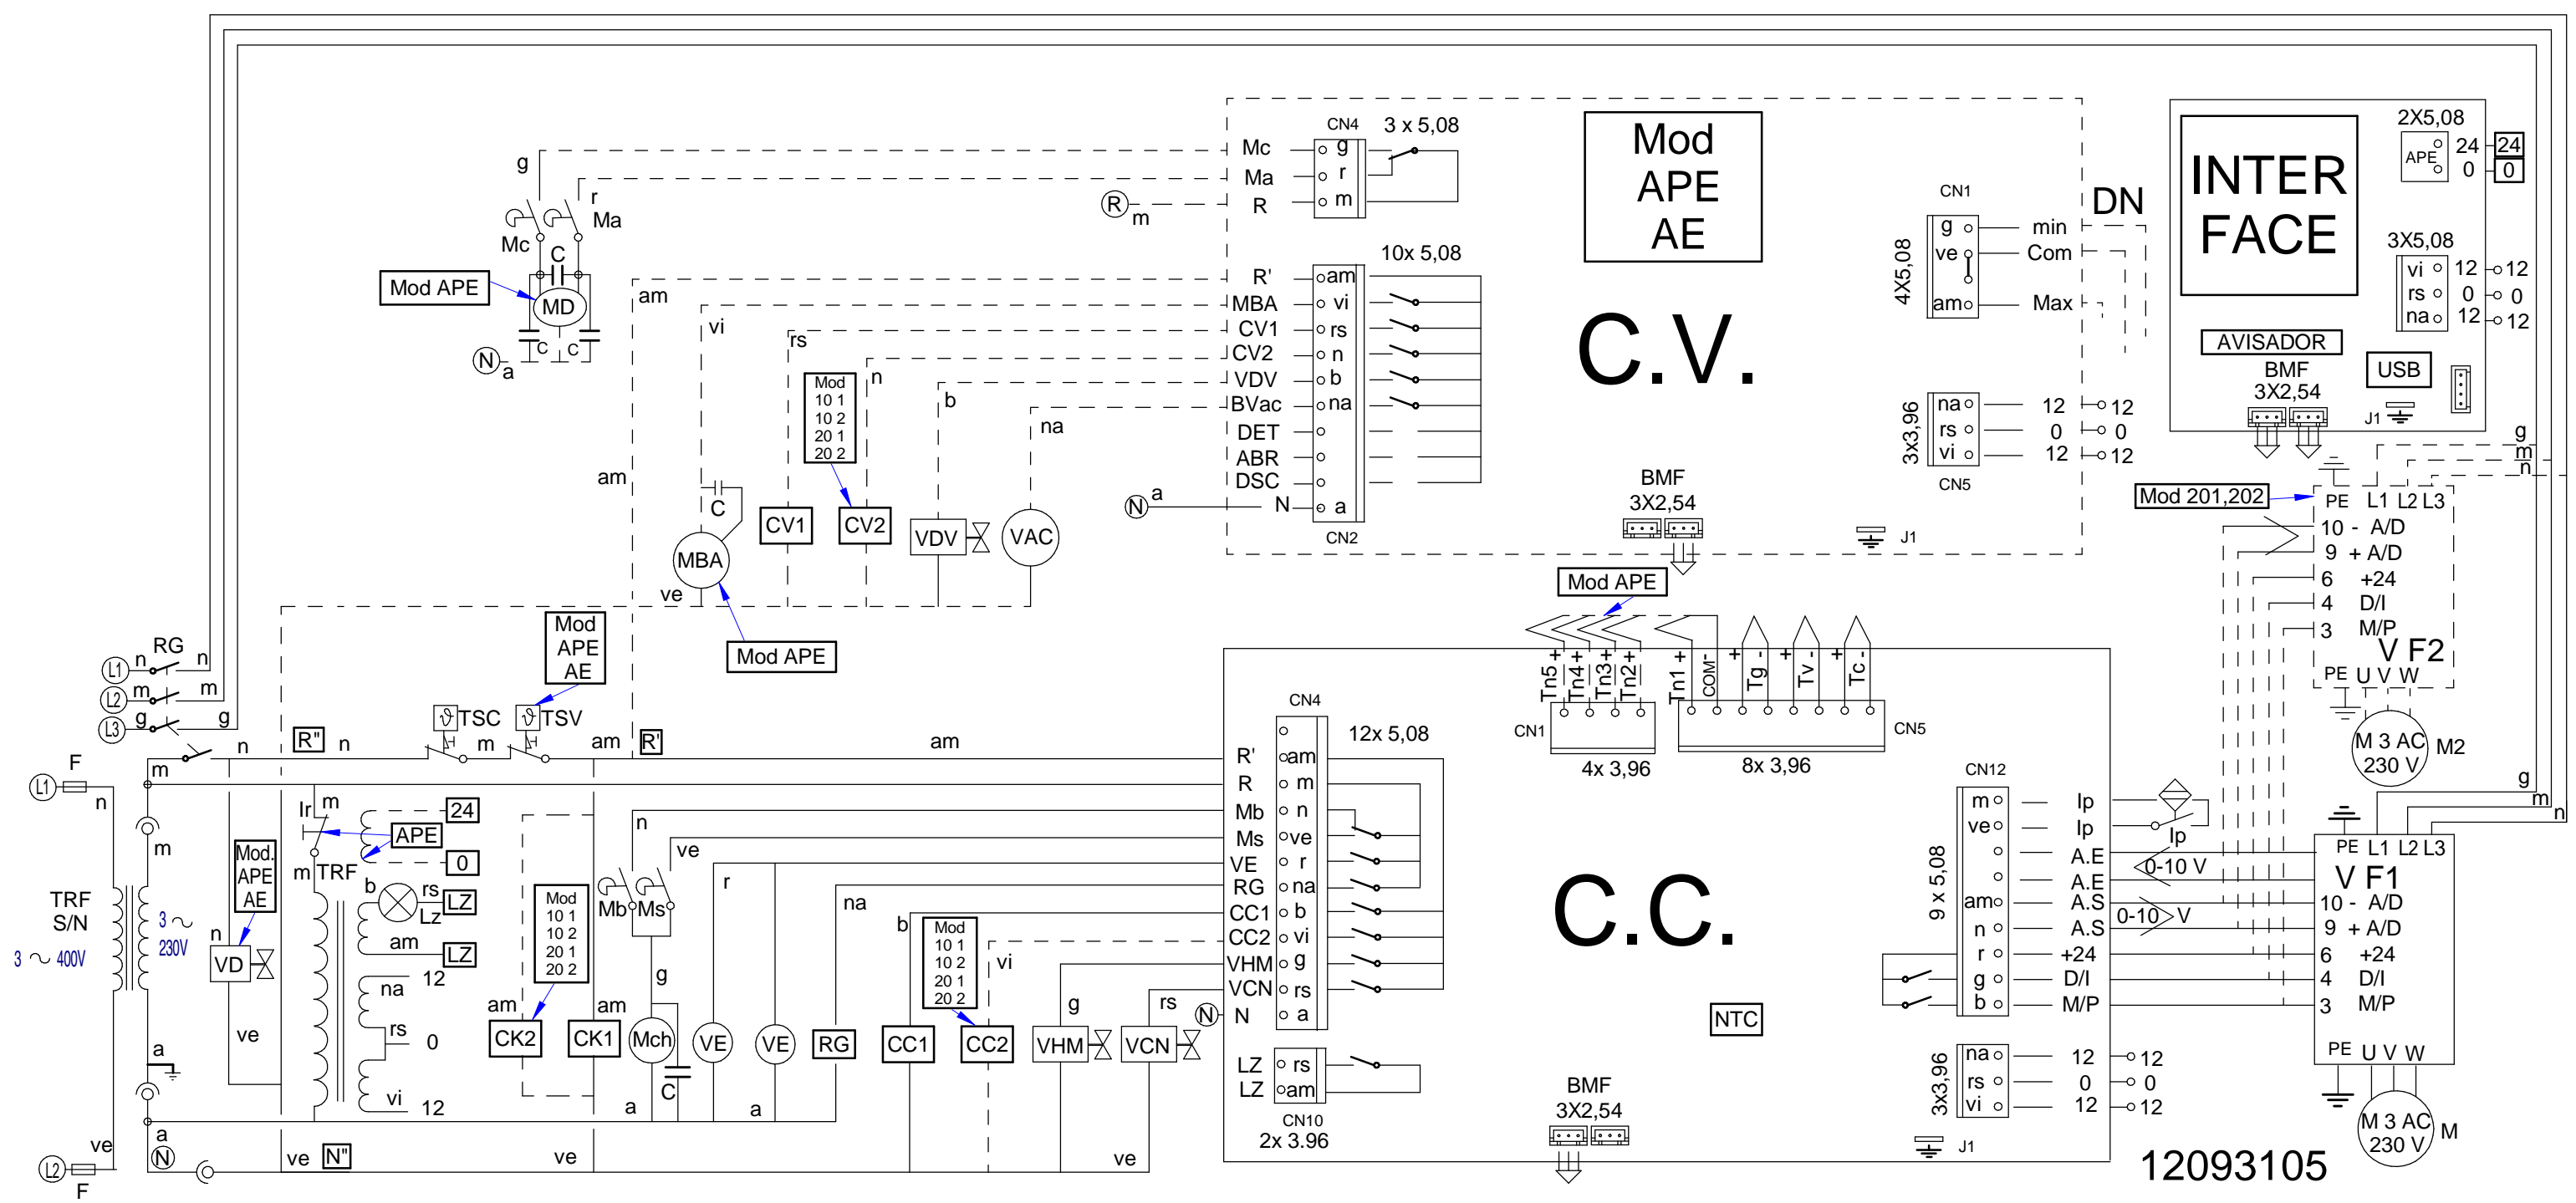 CN4 3 x 5,08
Mc g
Ma r
R m
R m
g r
Mc Ma
C
MD
C C
Mod APE
N a
Mod
APE
AE
C.V.
10x 5,08
R' am
MBA vi
CV1 rs
CV2 n
VDV b
BVac na
DET
ABR
DSC
N a
CN2
N a
am
vi
rs
n
b
na
am
Mod
10 1
10 2
20 1
20 2
C
MBA
CV1
CV2
VDV
VAC
ve
Mod APE
CN1
4X5,08
g min
ve Com
am Max
DN
3x3,96
na 12 12
rs 0 0
vi 12 12
CN5
BMF
3X2,54
J1
INTER
FACE
2X5,08
APE
24 24
0 0
3X5,08
vi 12 12
rs 0 0
na 12 12
AVISADOR
BMF
3X2,54
USB
J1
g
m
n
Mod 201,202
PE L1 L2 L3
10 - A/D
9 + A/D
6 +24
4 D/I
3 M/P
V F2
PE U V W
M 3 AC
230 V
M2
RG
L1 n n
L2 m m
L3 g g
n
R"
n
TSC
m
TSV
am
R'
am
Mod
APE
AE
L1
F
n
m
m
TRF
S/N
3 ~ 400V
3 ~
230V
a
a
N
ve
L2
F
Mod.
APE
AE
n
VD
ve
Ir m
m TRF
APE
24
0
b rs
Lz
LZ
am
LZ
na 12
rs 0
vi 12
ve N"
ve
Mod
10 1
10 2
20 1
20 2
am
CK2
am
CK1
n
ve
Mb Ms
g
Mch
C
a
r
VE
VE
a
na
RG
b
CC1
Mod
10 1
10 2
20 1
20 2
vi
CC2
g
VHM
rs
VCN
ve
Mod APE
Tn5 +
Tn4 +
Tn3 +
Tn2 +
Tn1 +
COM -
+ Tg -
+ Tv -
+ Tc -
CN1
4x 3,96
8x 3,96
CN5
CN4
12x 5,08
R' am
R m
Mb n
Ms ve
VE r
RG na
CC1 b
CC2 vi
VHM g
VCN rs
N N a
LZ rs
LZ am
CN10
2x 3.96
C.C.
NTC
BMF
3X2,54
CN12
9 x 5,08
m Ip
ve Ip
Ip
A.E
A.E
0-10 V
am A.S
n A.S
0-10 V
r +24
g D/I
b M/P
3x3,96
na 12 12
rs 0 0
vi 12 12
J1
g
m
n
PE L1 L2 L3
V F1
10 - A/D
9 + A/D
6 +24
4 D/I
3 M/P
PE U V W
M 3 AC
230 V
M
12093105